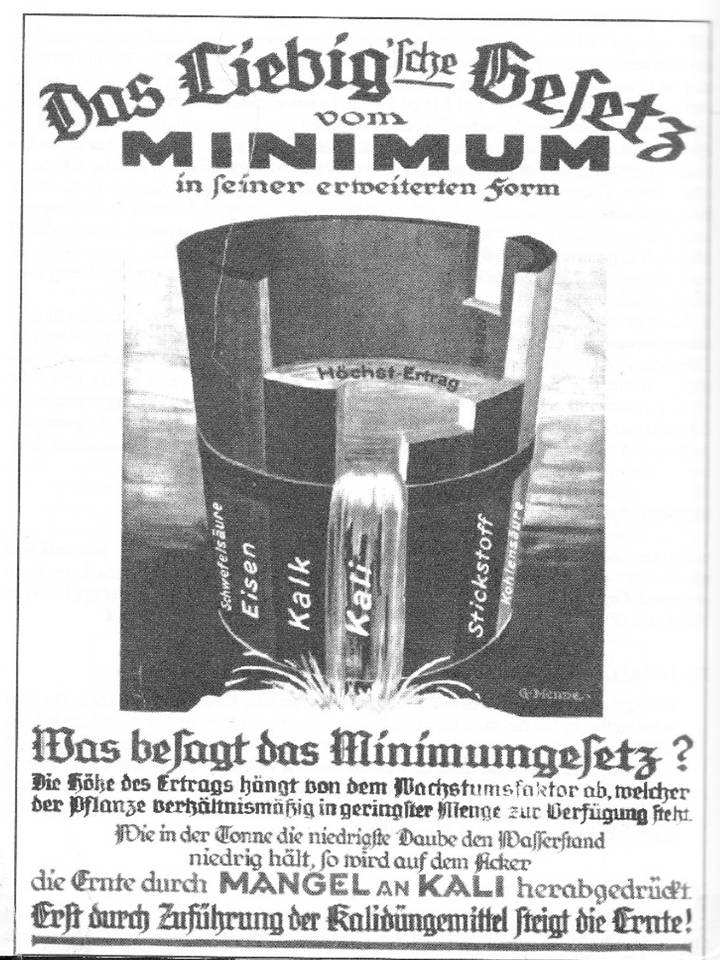 Das Liebig'sche Gesetz
vom
MINIMUM
in seiner erweiterten Form
Höchst-Ertrag
Schwefelsäure
Eisen
Kalk
Kali
Stickstoff
Kohlensäure
Was besagt das Minimumgesetz?
Die Höhe des Ertrags hängt von dem Wachstumsfaktor ab, welcher
der Pflanze verhältnismäßig in geringster Menge zur Verfügung steht.
Wie in der Tonne die niedrigste Daube den Wasserstand
niedrig hält, so wird auf dem Acker
die Ernte durch MANGEL AN KALI herabgedrückt.
Erst durch Zuführung der Kalidüngemittel steigt die Ernte!